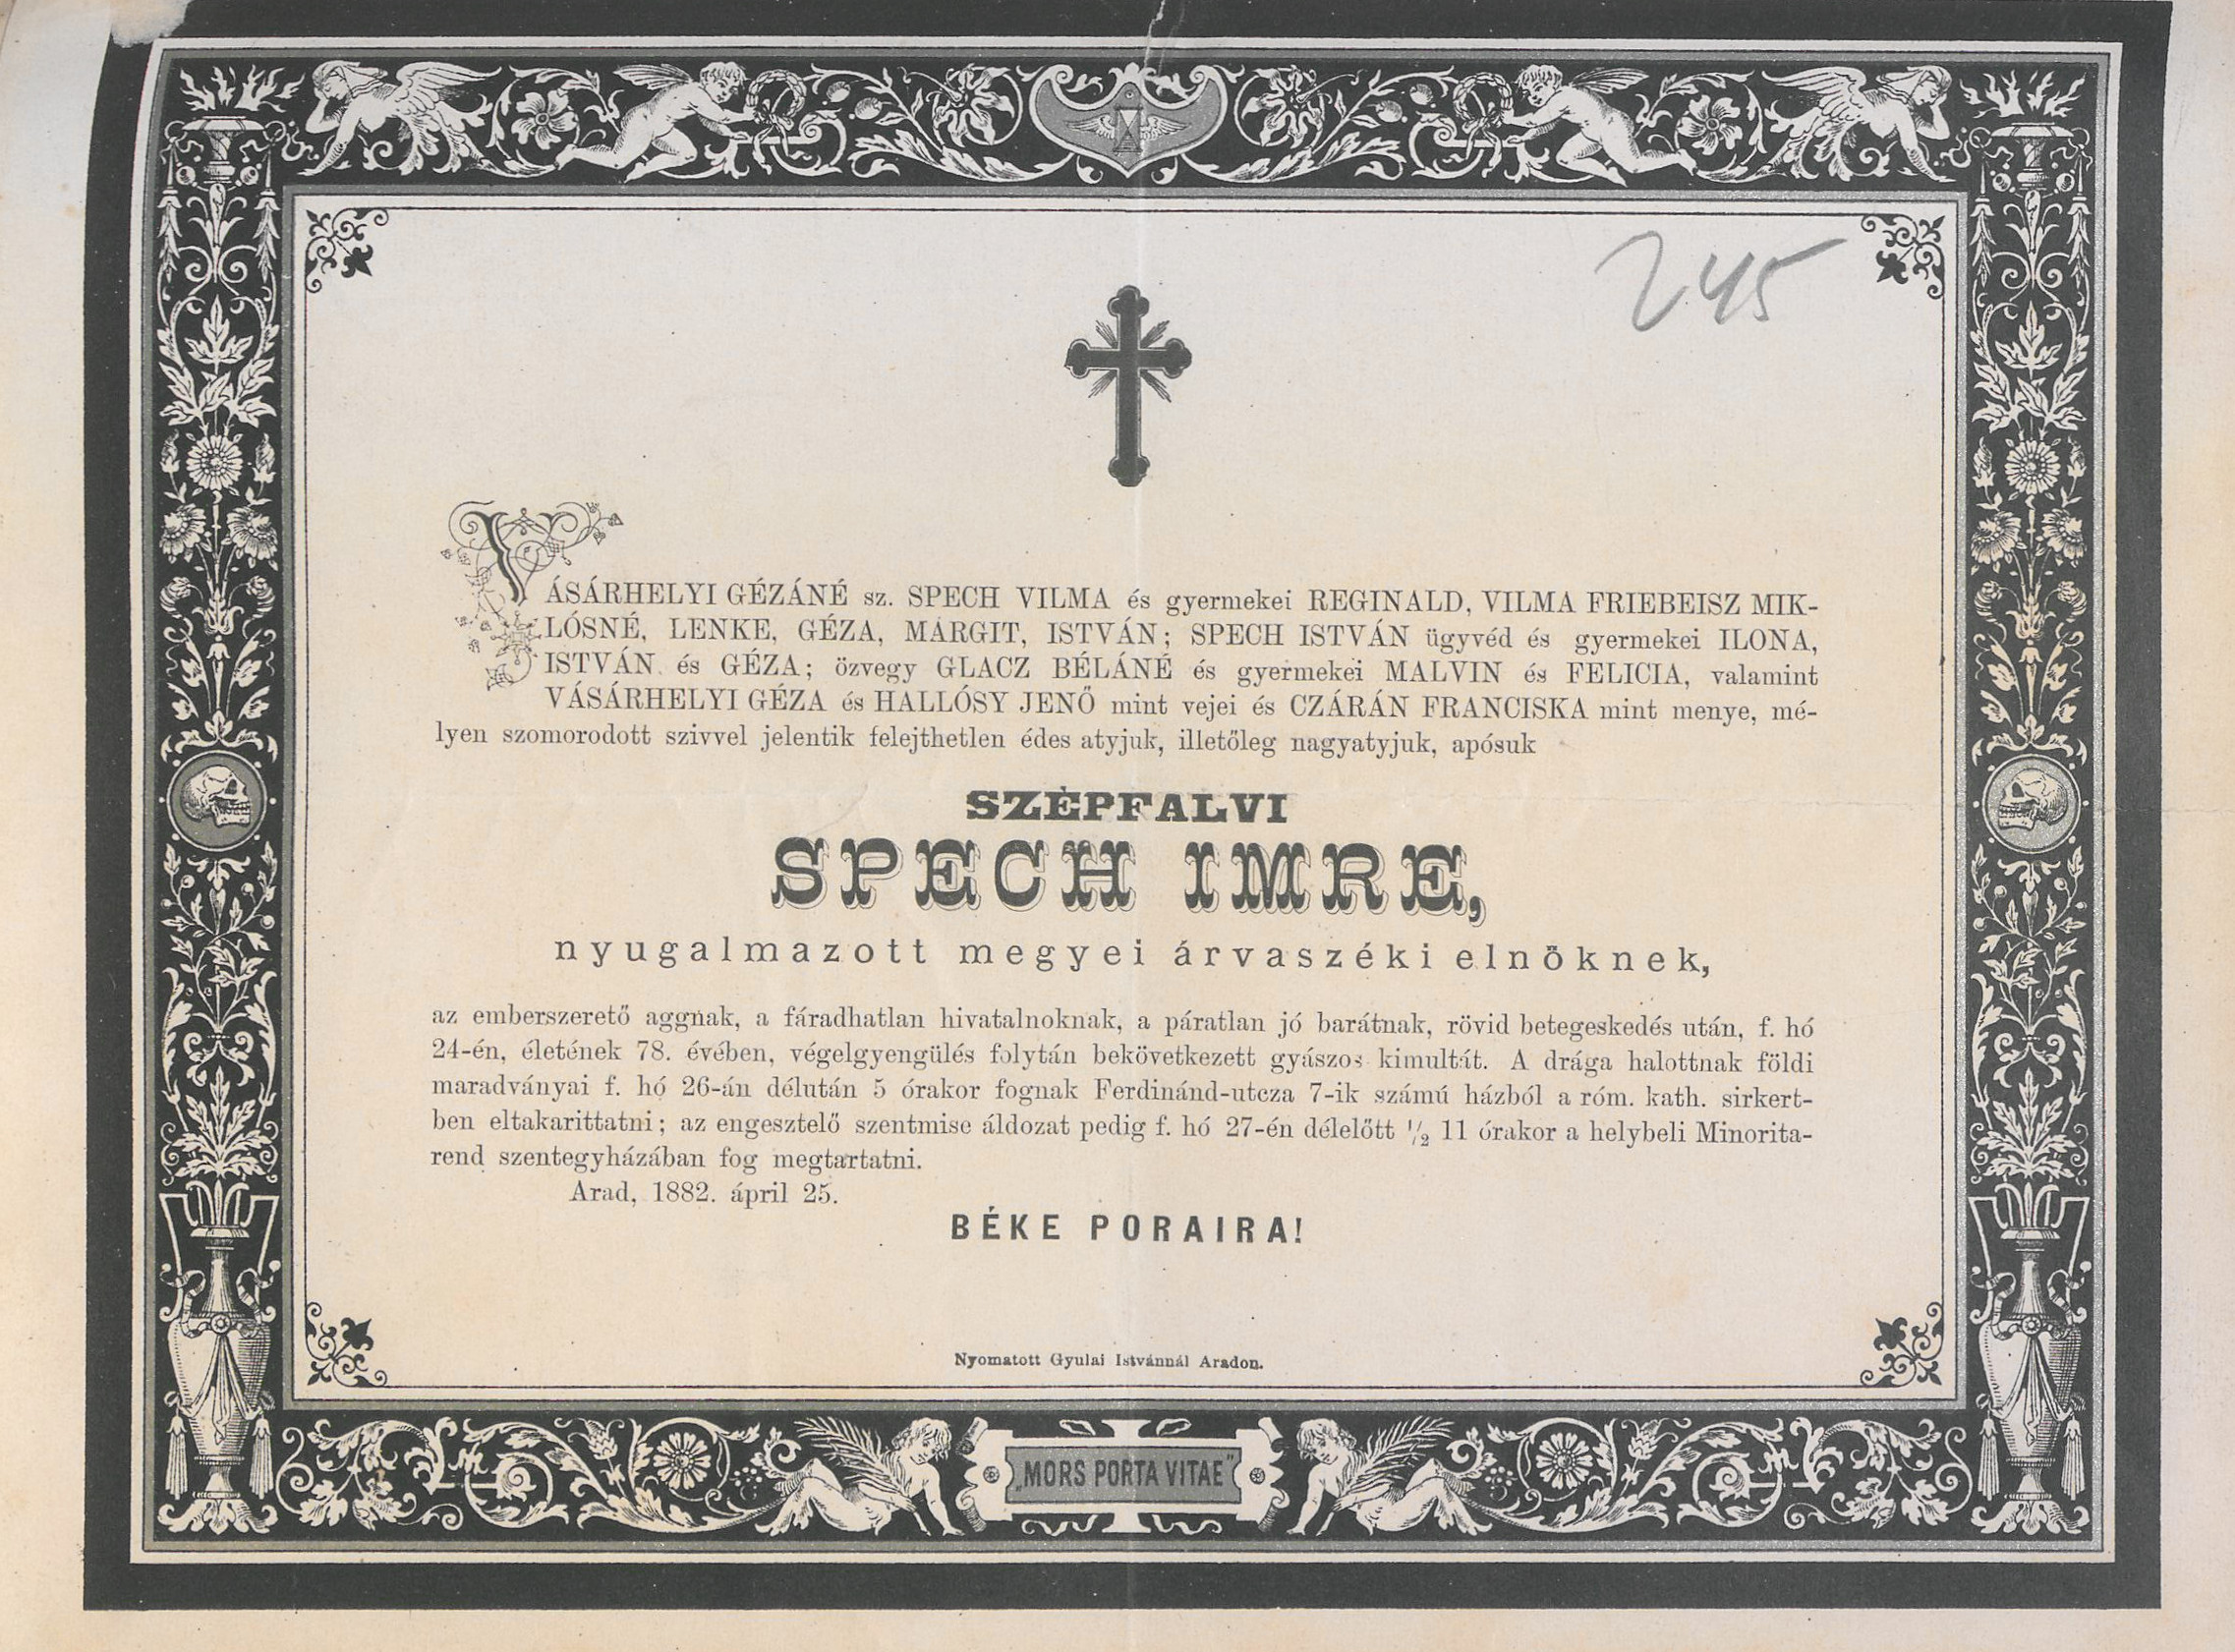 245
VÁSÁRHELYI GÉZÁNÉ sz. SPECH VILMA és gyermekei REGINALD, VILMA FRIEBEISZ MIK-
LÓSNÉ, LENKE, GÉZA, MARGIT, ISTVÁN; SPECH ISTVÁN ügyvéd és gyermekei ILONA,
ISTVÁN és GÉZA; özvegy GLACZ BÉLÁNÉ és gyermekei MALVIN és FELICIA, valamint
VÁSÁRHELYI GÉZA és HALLÓSY JENŐ mint vejei és CZÁRÁN FRANCISKA mint menye, mé-
lyen szomorodott szivvel jelentik felejthetlen édes atyjuk, illetőleg nagyatyjuk, apósuk
SZÉPFALVI
SPECH IMRE,
nyugalmazott megyei árvaszéki elnöknek,
az emberszerető aggnak, a fáradhatlan hivatalnoknak, a páratlan jó barátnak, rövid betegeskedés után, f. hó
24-én, életének 78. évében, végelgyengülés folytán bekövetkezett gyászos kimultát. A drága halottnak földi
maradványai f. hó 26-án délután 5 órakor fognak Ferdinánd-utcza 7-ik számú házból a róm. kath. sirkert-
ben eltakarittatni; az engesztelő szentmise áldozat pedig f. hó 27-én délelőtt 1/2 11 órakor a helybeli Minorita-
rend szentegyházában fog megtartatni.
Arad, 1882. ápril 25.
BÉKE PORAIRA!
Nyomatott Gyulai Istvánnál Aradon.
„MORS PORTA VITAE"